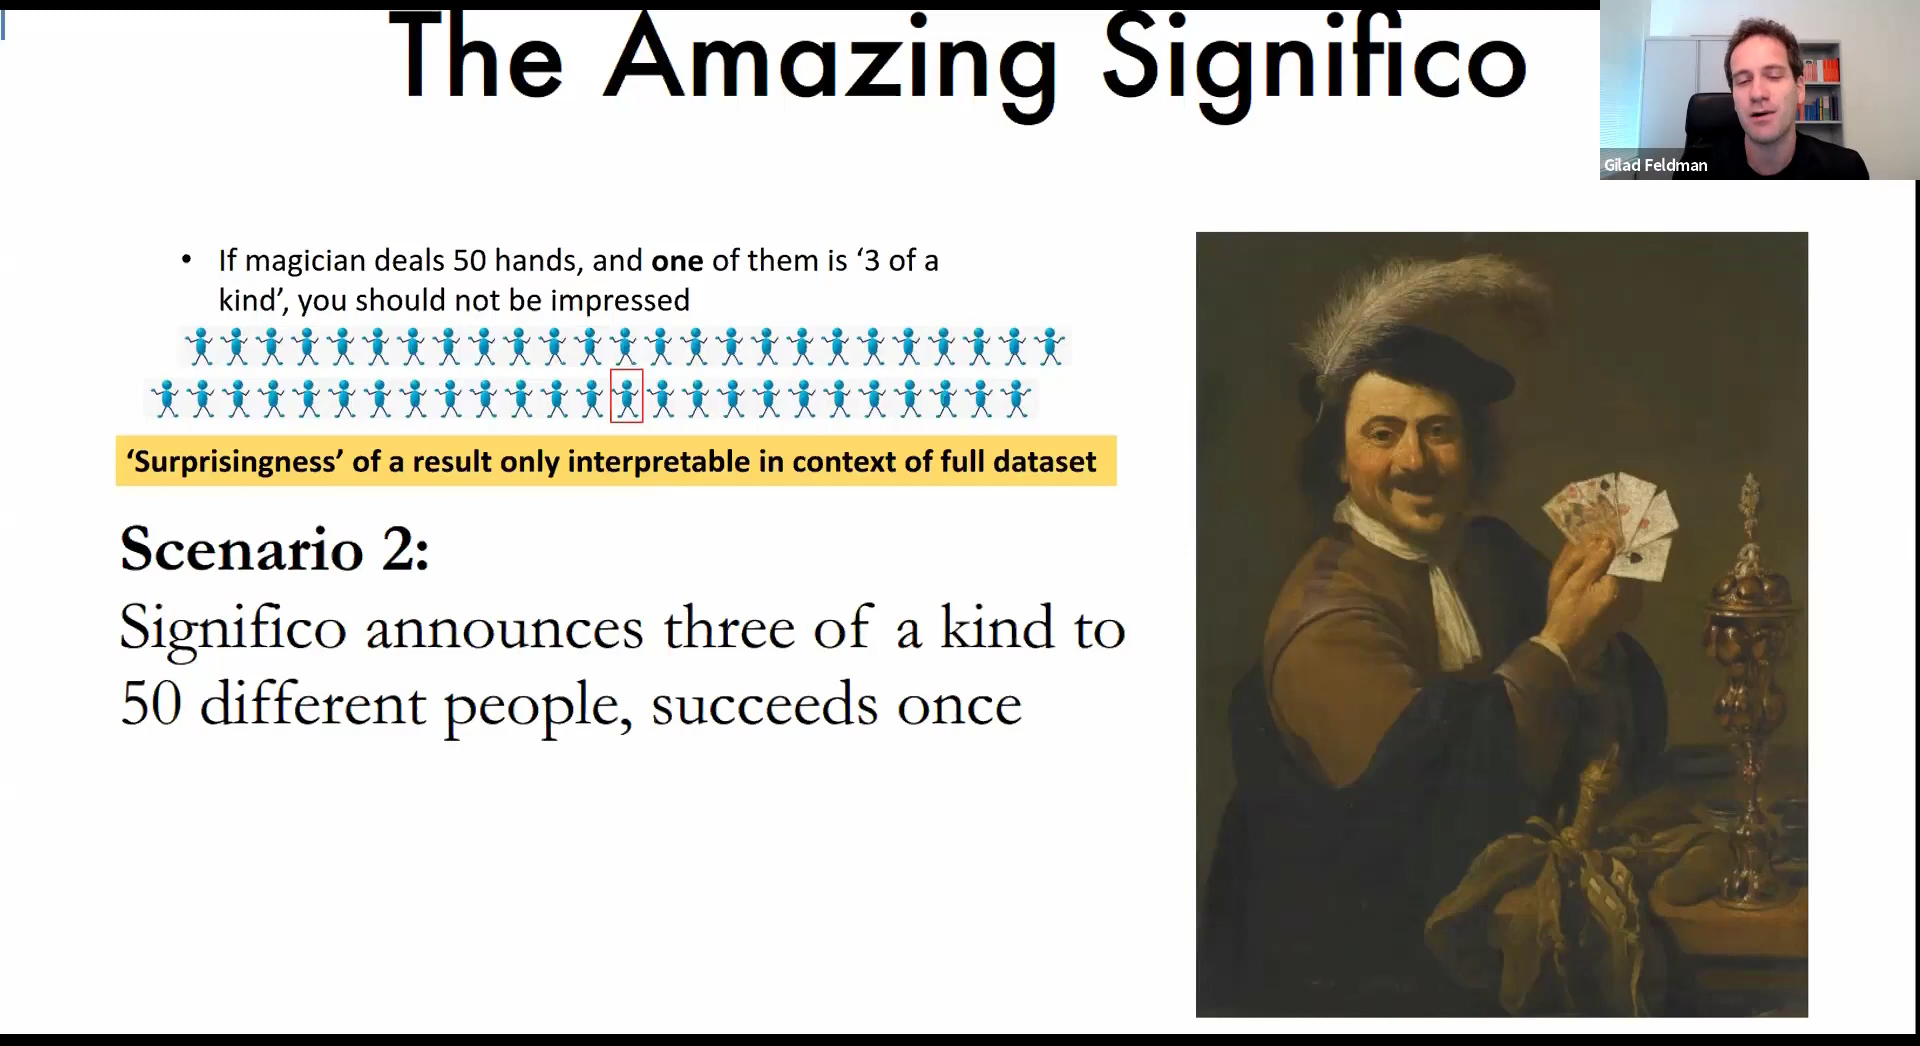 The Amazing Significo
Gilad Feldman
• If magician deals 50 hands, and one of them is ‘3 of a
kind’, you should not be impressed
‘Surprisingness’ of a result only interpretable in context of full dataset
Scenario 2:
Significo announces three of a kind to
50 different people, succeeds once